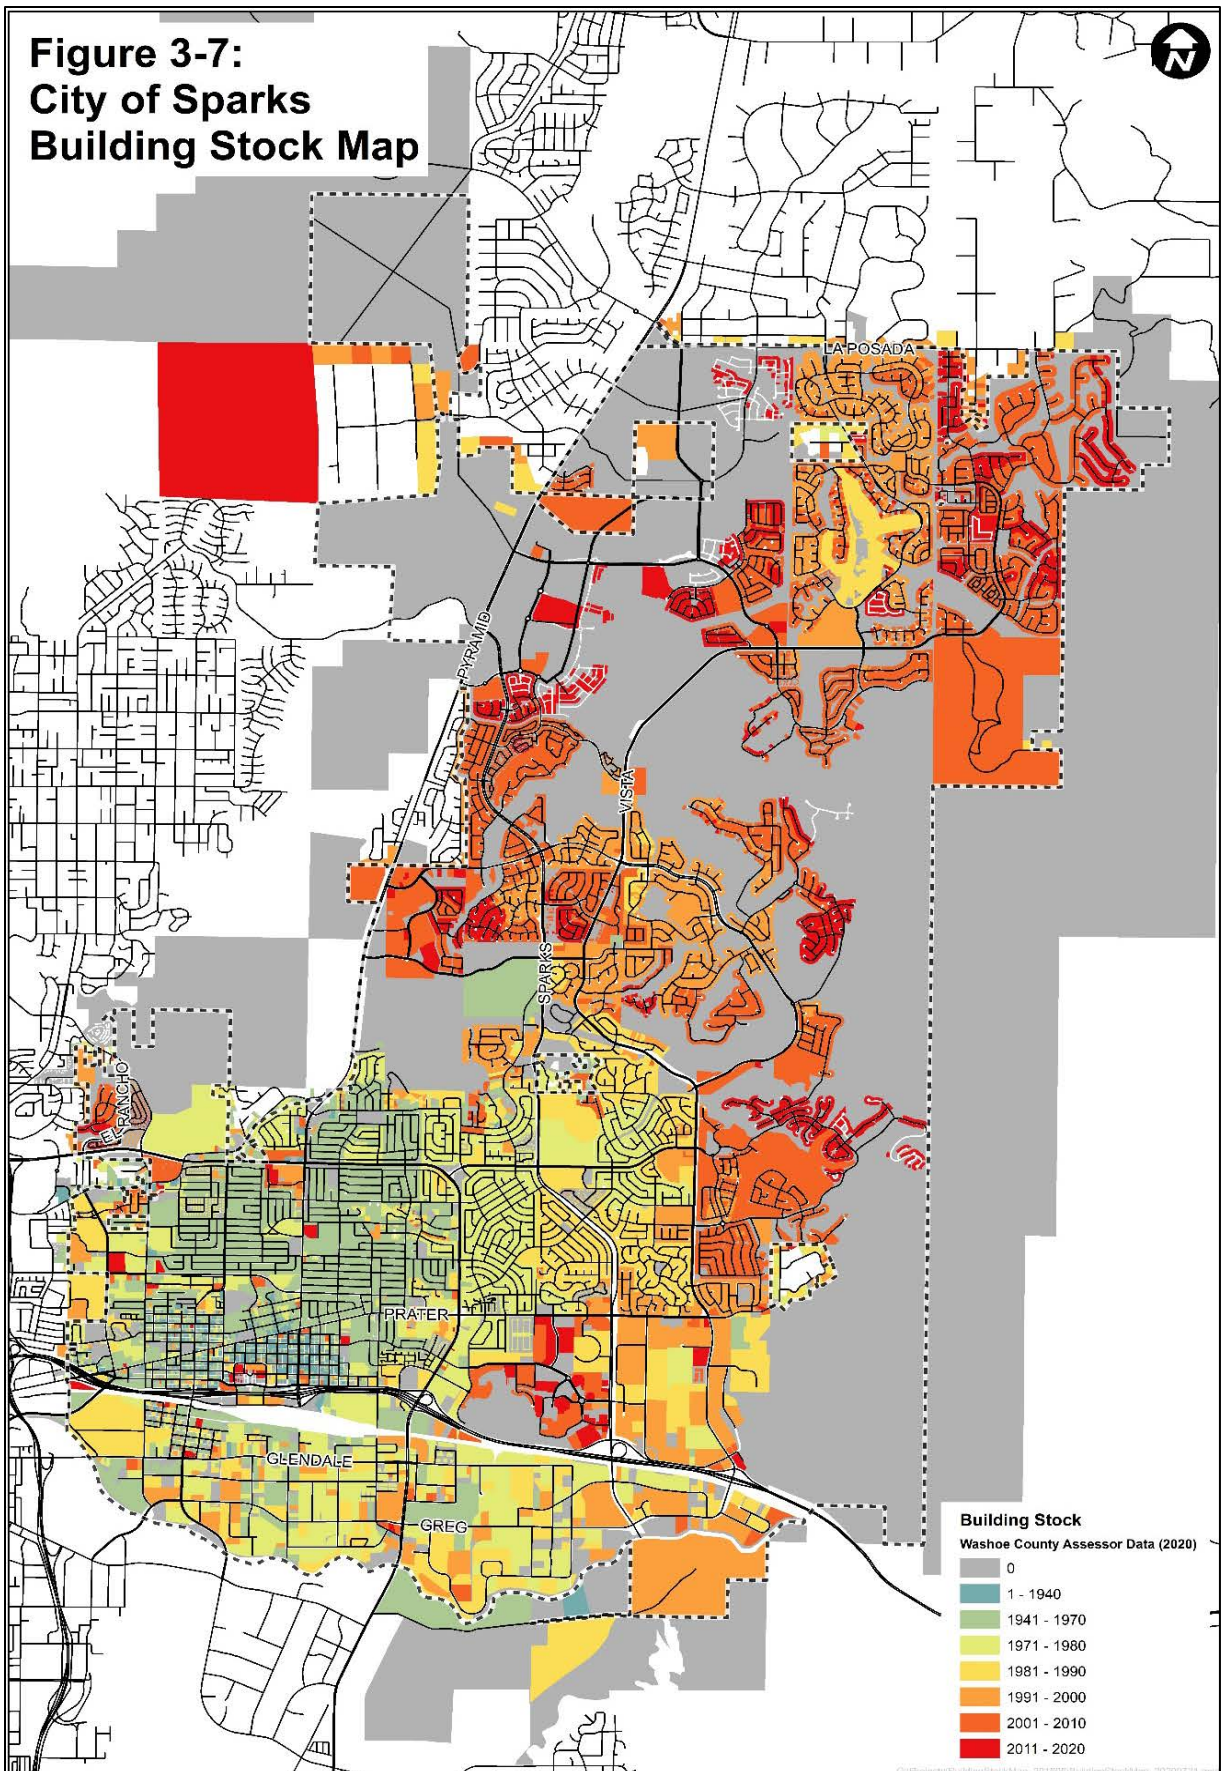 Figure 3-7:
City of Sparks
Building Stock Map
N
LA POSADA
PYRAMID
VISTA
SPARKS
EL RANCHO
PRATER
GLENDALE
GREG
Building Stock
Washoe County Assessor Data (2020)
0
1 - 1940
1941 - 1970
1971 - 1980
1981 - 1990
1991 - 2000
2001 - 2010
2011 - 2020